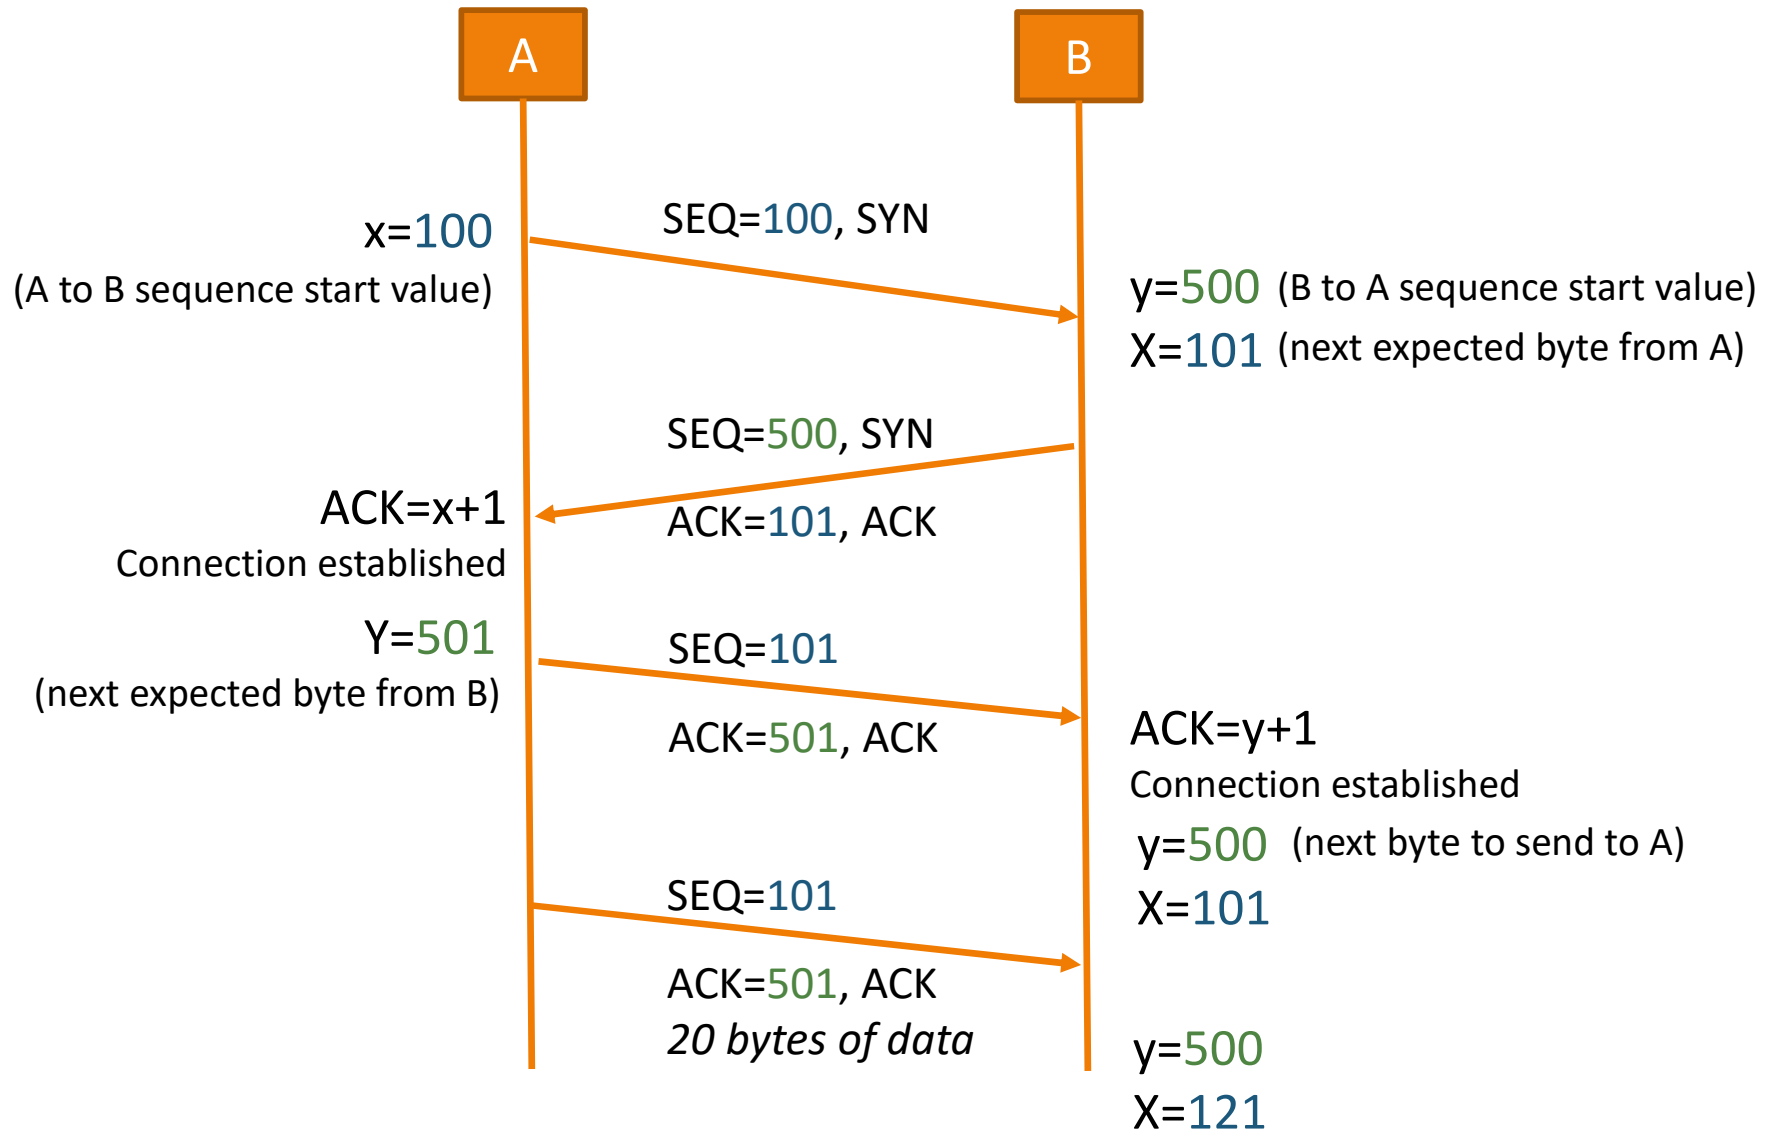 A
B
x=100
(A to B sequence start value)
SEQ=100, SYN
y=500 (B to A sequence start value)
X=101 (next expected byte from A)
SEQ=500, SYN
ACK=101, ACK
ACK=x+1
Connection established
Y=501
(next expected byte from B)
SEQ=101
ACK=501, ACK
ACK=y+1
Connection established
y=500 (next byte to send to A)
X=101
SEQ=101
ACK=501, ACK
20 bytes of data
y=500
X=121